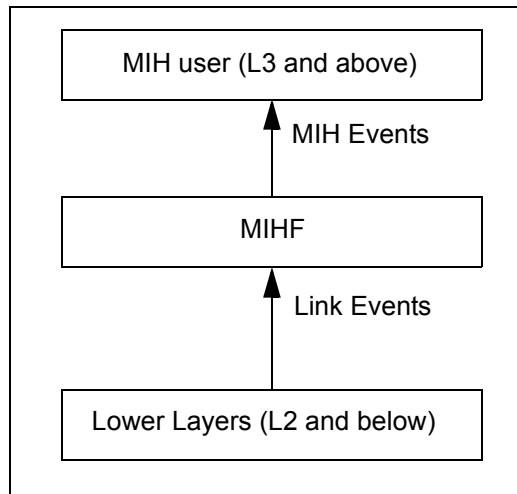 MIH user (L3 and above)
MIH Events
MIHF
Link Events
Lower Layers (L2 and below)